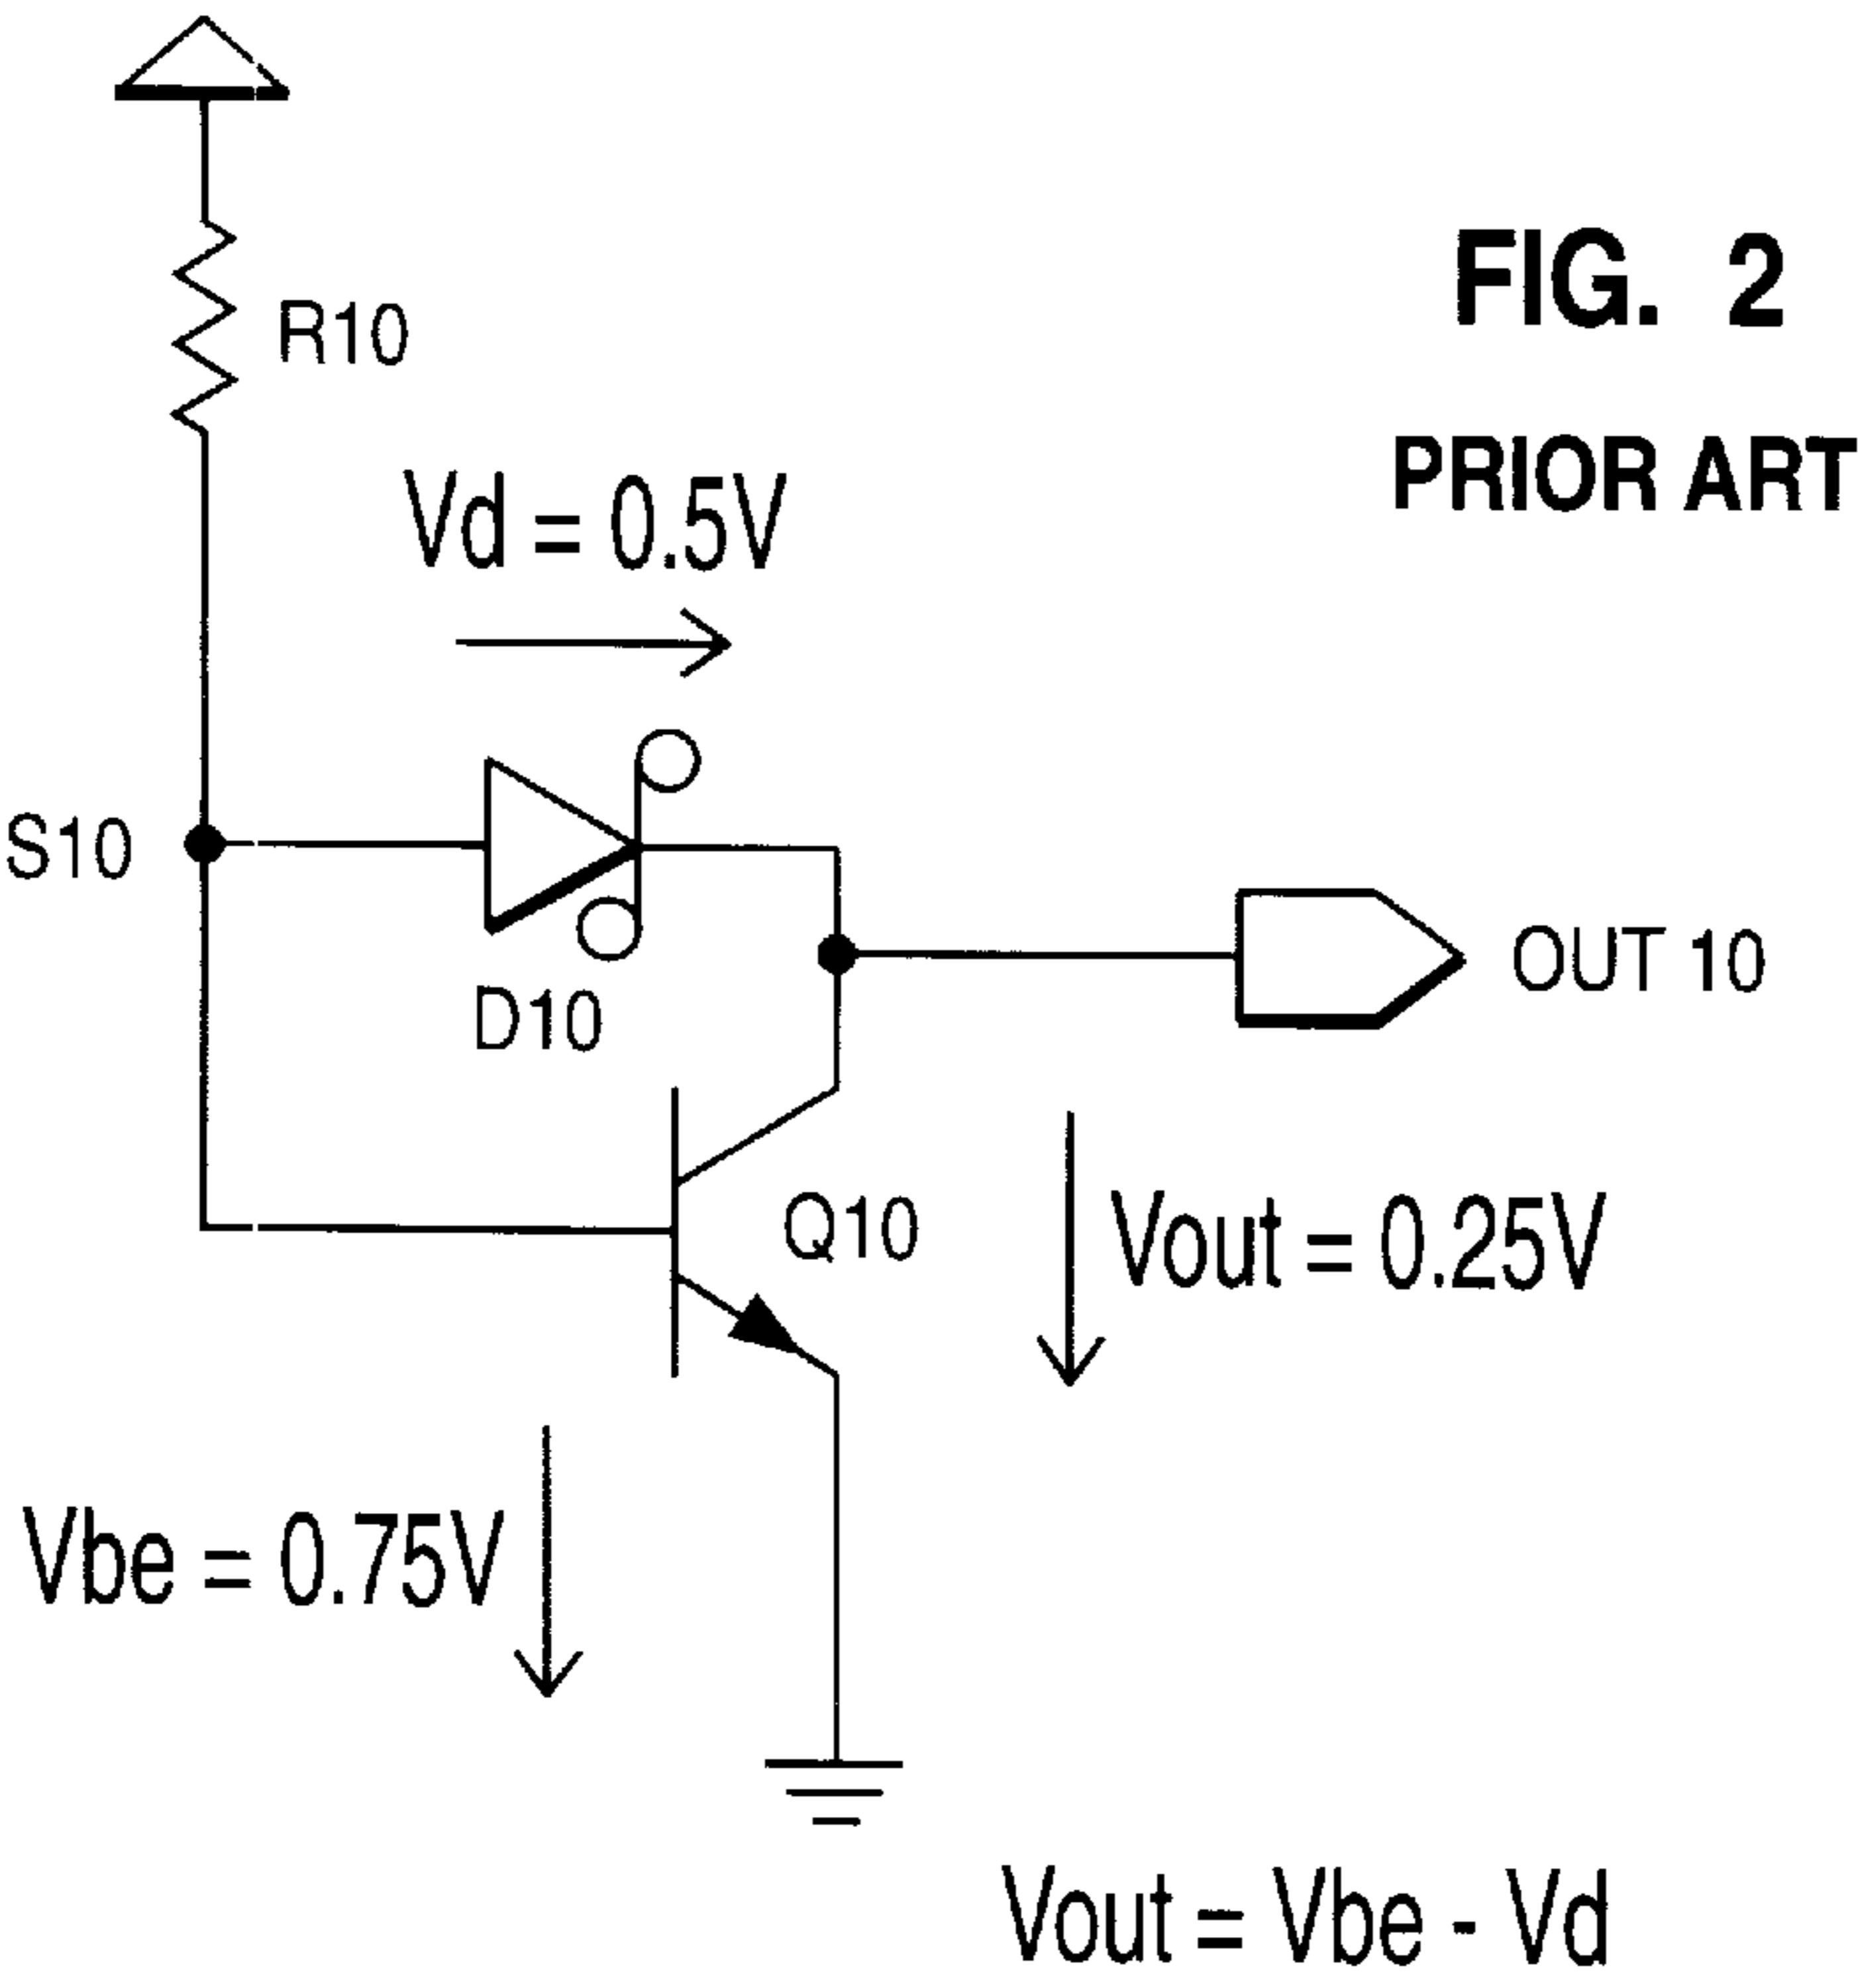 FIG. 2
R10
PRIOR ART
Vd = 0.5V
S10
OUT 10
D10
Q10
Vout = 0.25V
Vbe = 0.75V
Vout = Vbe - Vd